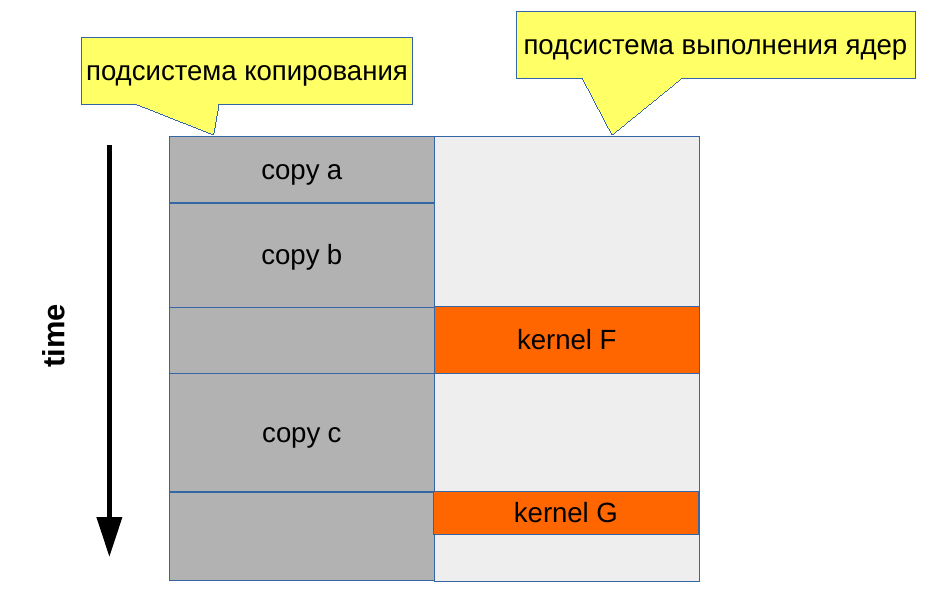 подсистема копирования
подсистема выполнения ядер
time
copy a
copy b
kernel F
copy c
kernel G